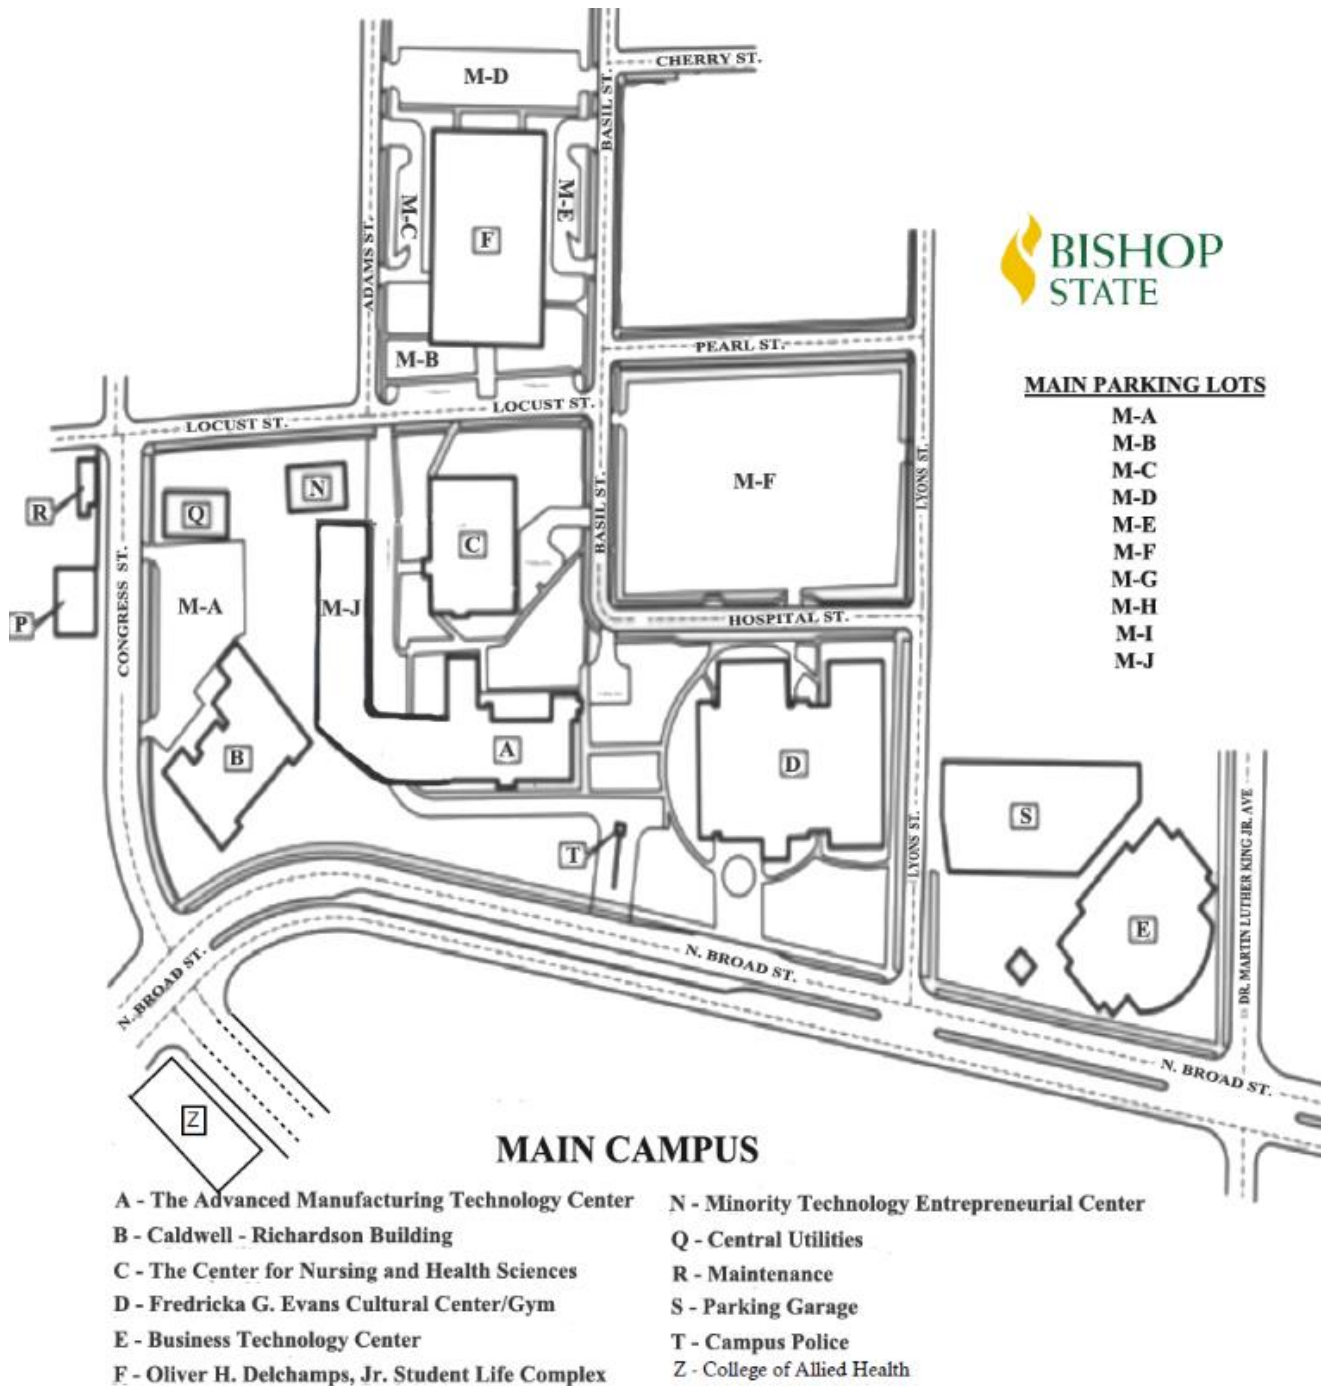 M-D
CHERRY ST.
BASIL ST.
M-C
M-E
F
ADAMS ST.
BISHOP
STATE
PEARL ST.
M-B
MAIN PARKING LOTS
M-A
M-B
M-C
M-D
M-E
M-F
M-G
M-H
M-I
M-J
LOCUST ST.
LOCUST ST.
BASIL ST.
LYONS ST.
M-F
R
Q
N
C
P
M-A
M-J
CONGRESS ST.
HOSPITAL ST.
B
A
D
S
T
E
LYONS ST.
DR. MARTIN LUTHER KING JR. AVE
N. BROAD ST.
N. BROAD ST.
N. BROAD ST.
Z
MAIN CAMPUS
A - The Advanced Manufacturing Technology Center
B - Caldwell - Richardson Building
C - The Center for Nursing and Health Sciences
D - Fredricka G. Evans Cultural Center/Gym
E - Business Technology Center
F - Oliver H. Delchamps, Jr. Student Life Complex
N - Minority Technology Entrepreneurial Center
Q - Central Utilities
R - Maintenance
S - Parking Garage
T - Campus Police
Z - College of Allied Health